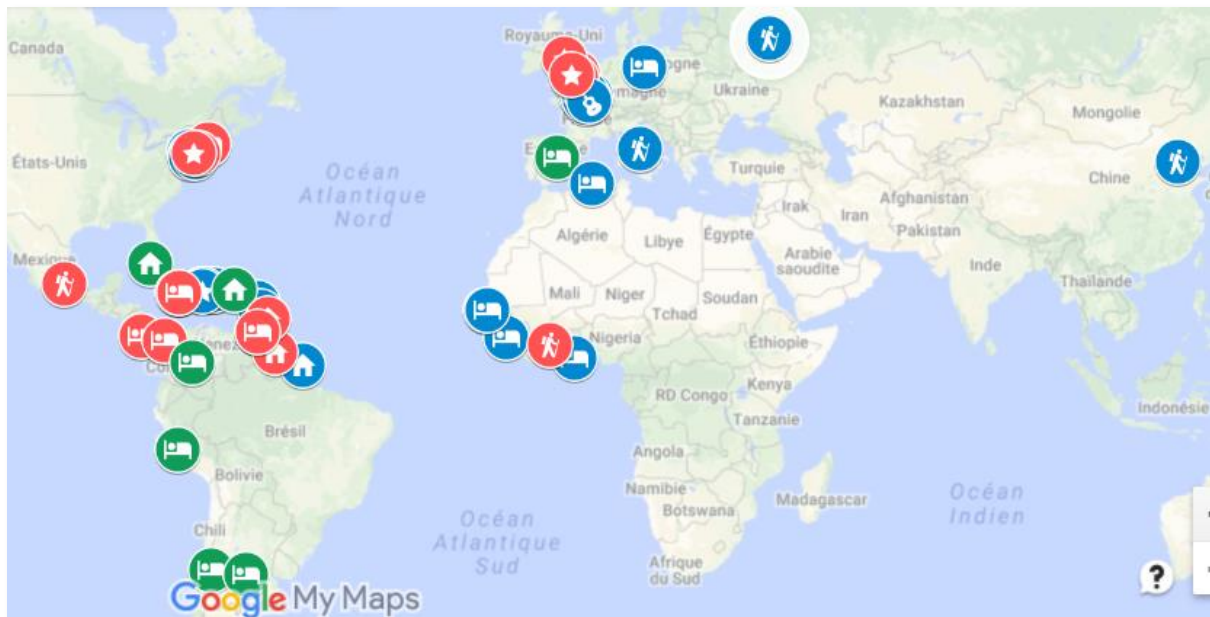 Canada
Royaume-Uni
Ukraine
Kazakhstan
Mongolie
États-Unis
Océan
Atlantique
Nord
Turquie
Chine
Afghanistan
Irak
Iran
Pakistan
Algérie
Libye
Égypte
Arabie
saoudite
Inde
Mexique
Thaïlande
Mali
Niger
Soudan
Tchad
Nigeria
Éthiopie
RD Congo
Kenya
Indonésie
Tanzanie
Brésil
Angola
Bolivie
Namibie
Madagascar
Botswana
Océan
Indien
Chili
Océan
Atlantique
Sud
Afrique
du Sud
Google My Maps
?